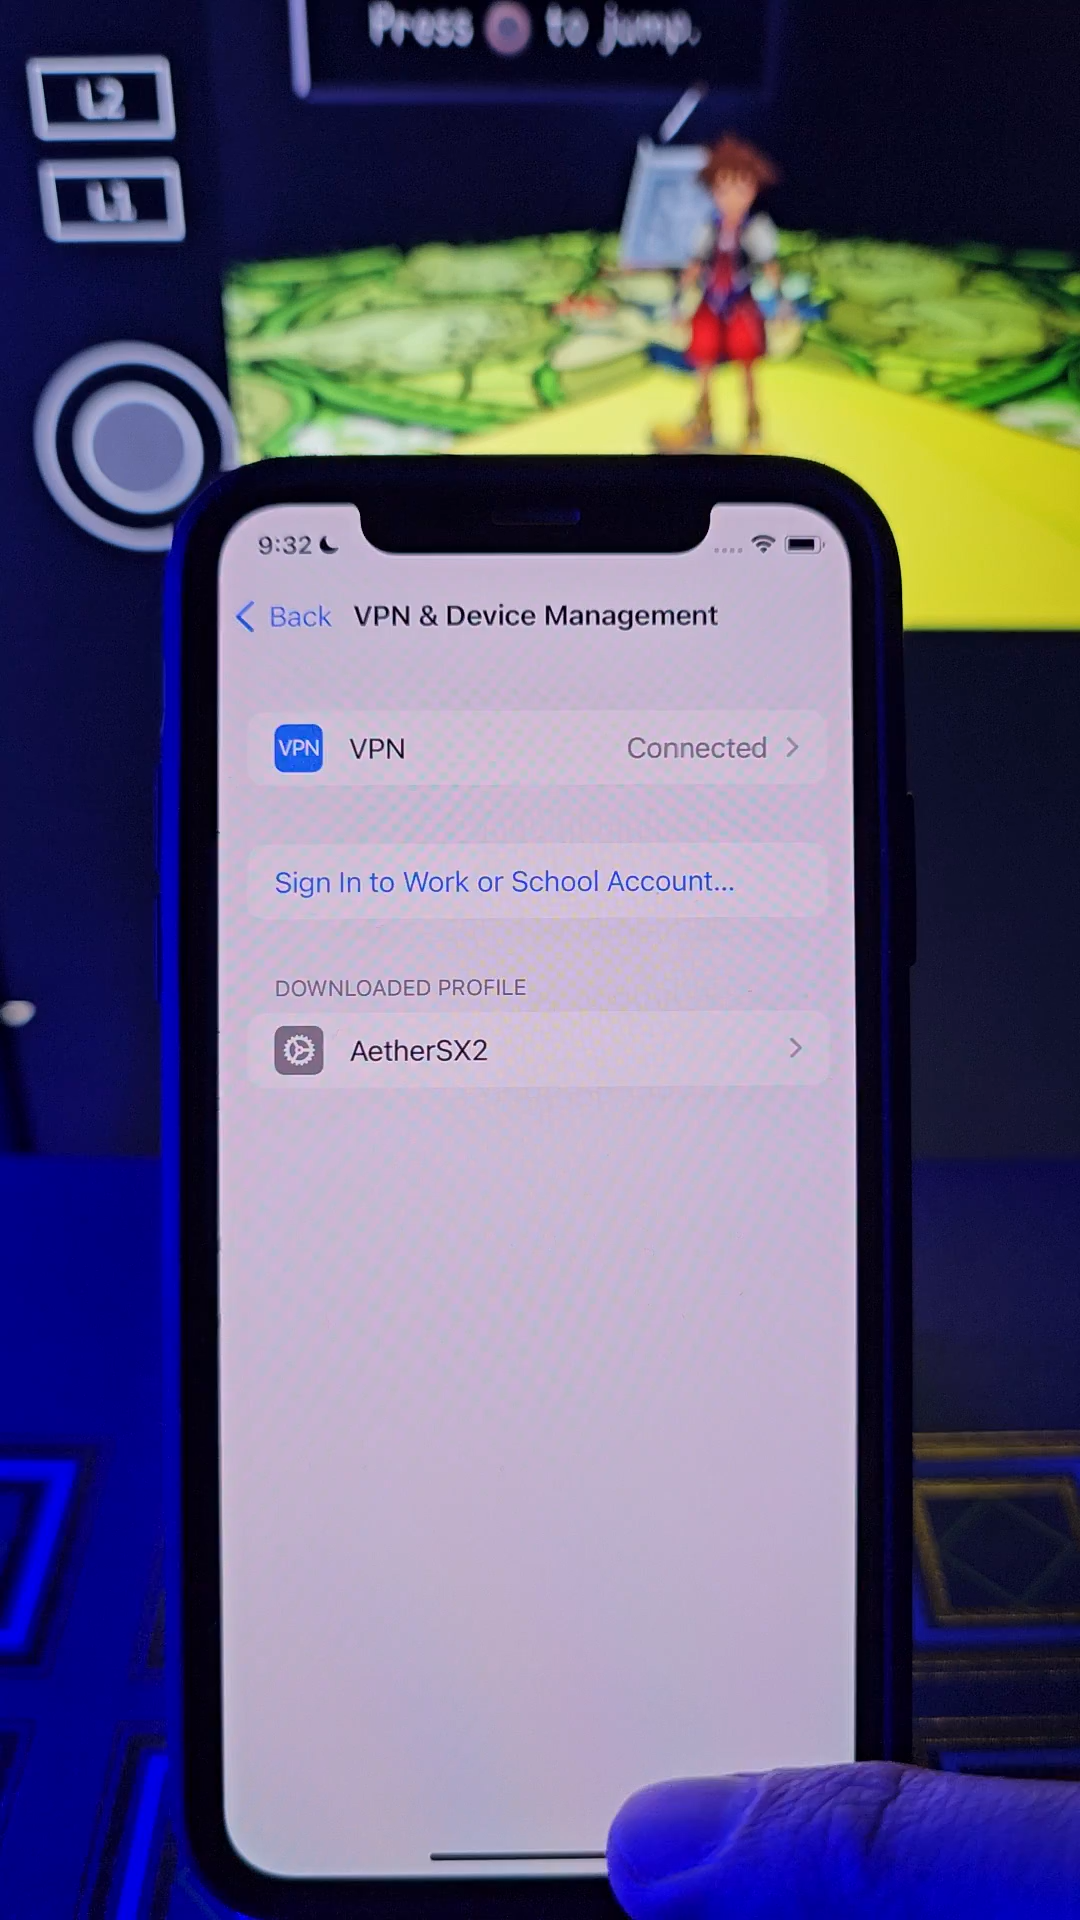 Press to jump.
L2
L1
9:32
Back VPN & Device Management
VPN VPN Connected
Sign In to Work or School Account...
DOWNLOADED PROFILE
AetherSX2